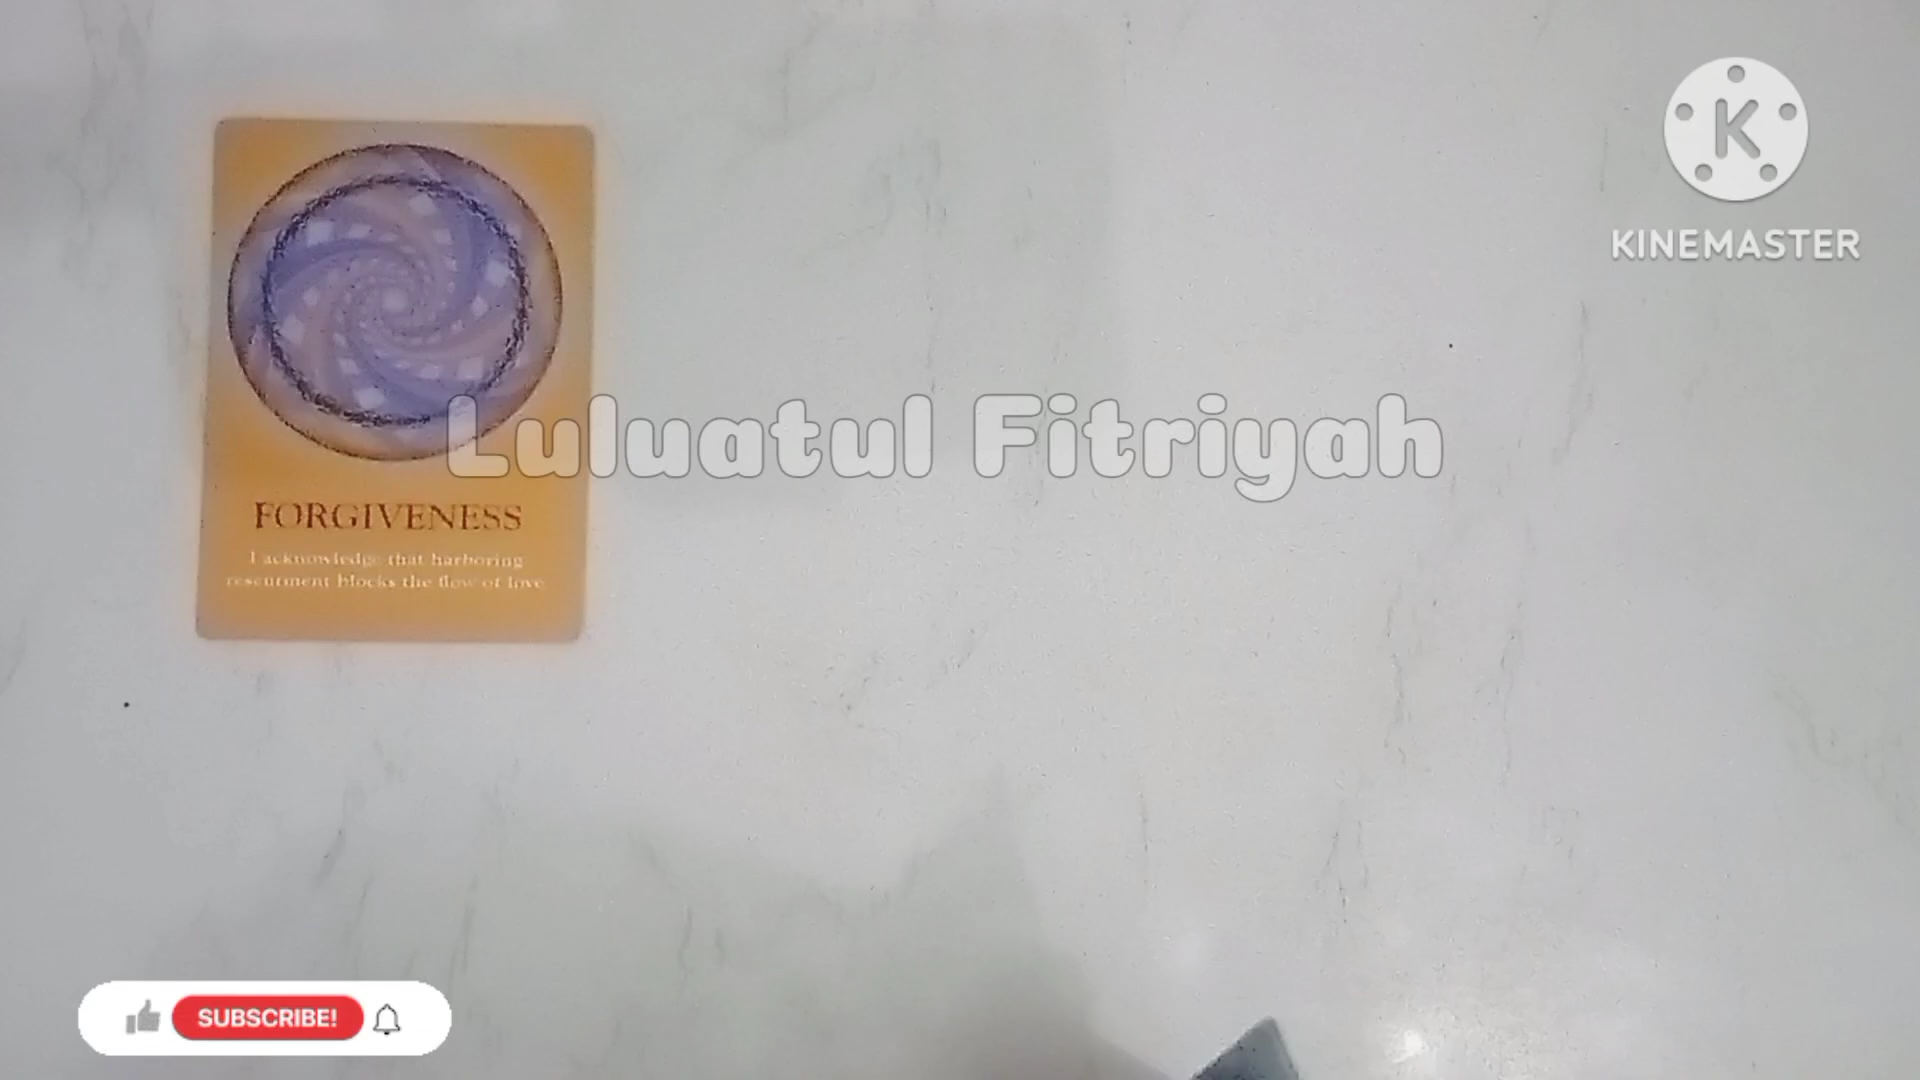 K
KINEMASTER
Luluatul Fitriyah
FORGIVENESS
I acknowledge that harboring
resentment blocks the flow of love
SUBSCRIBE!